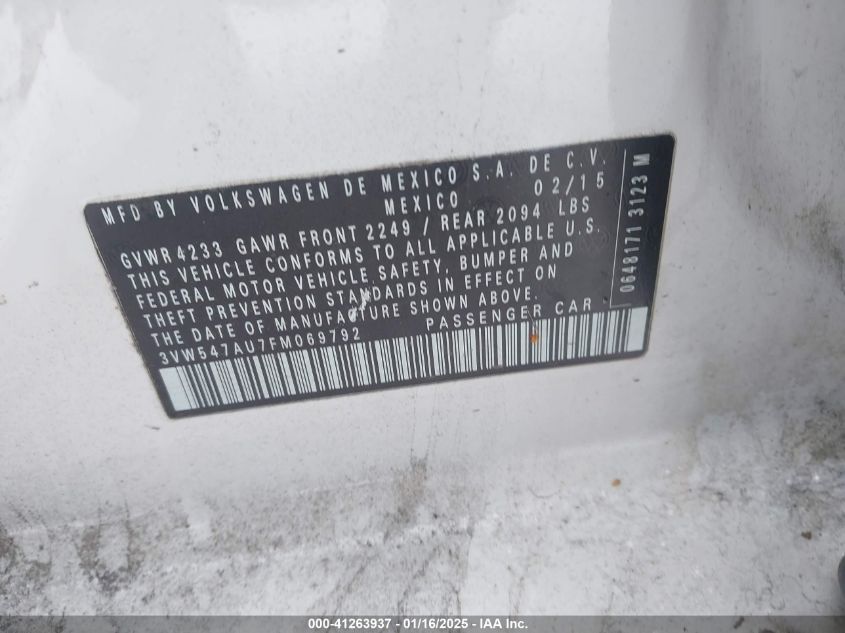 MFD BY VOLKSWAGEN DE MEXICO S.A. DE C.V.
MEXICO 02/15
GVWR 4233 GAWR FRONT 2249 / REAR 2094 LBS
THIS VEHICLE CONFORMS TO ALL APPLICABLE U.S.
FEDERAL MOTOR VEHICLE SAFETY, BUMPER AND
THEFT PREVENTION STANDARDS IN EFFECT ON
THE DATE OF MANUFACTURE SHOWN ABOVE.
3VW547AU7FM069792 PASSENGER CAR
0648171 3123 M
000-41263937 - 01/16/2025 - IAA Inc.